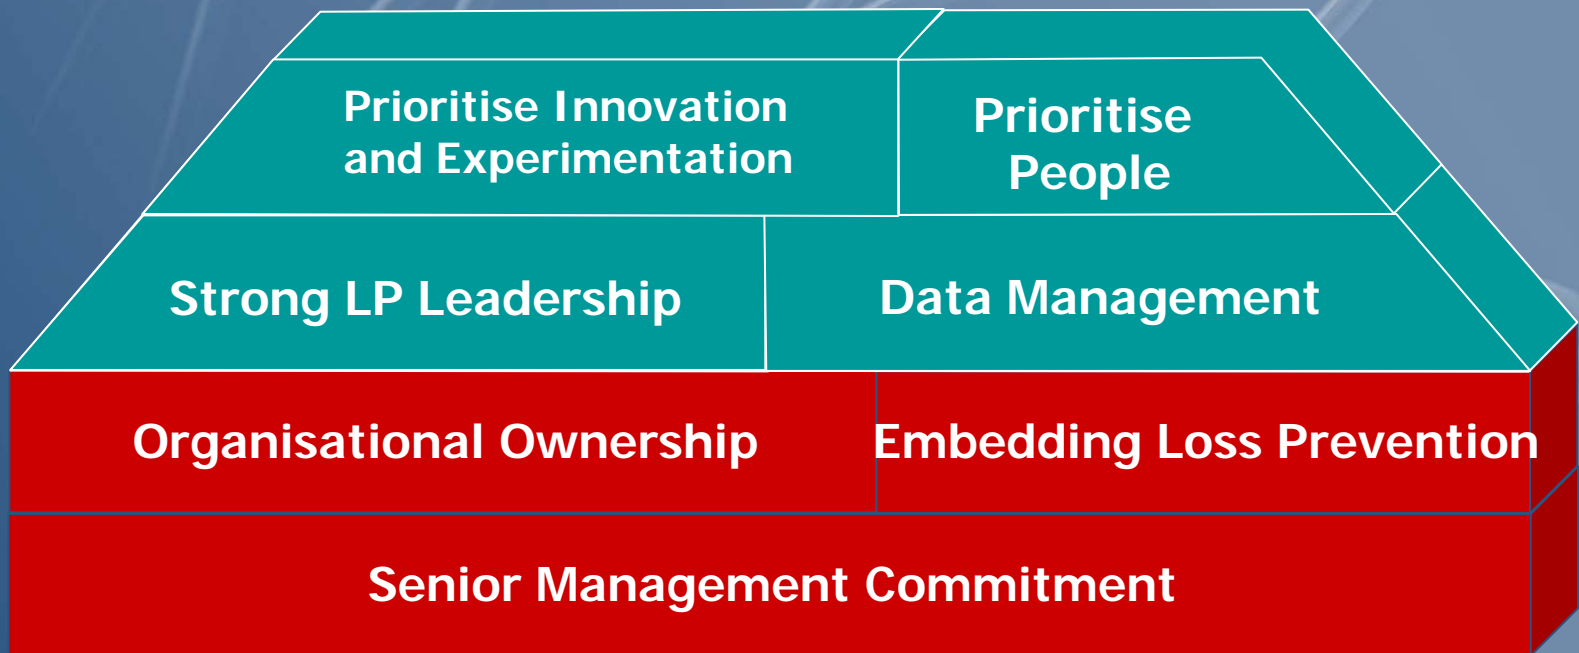 Prioritise Innovation
and Experimentation
Prioritise
People
Strong LP Leadership
Data Management
Organisational Ownership
Embedding Loss Prevention
Senior Management Commitment